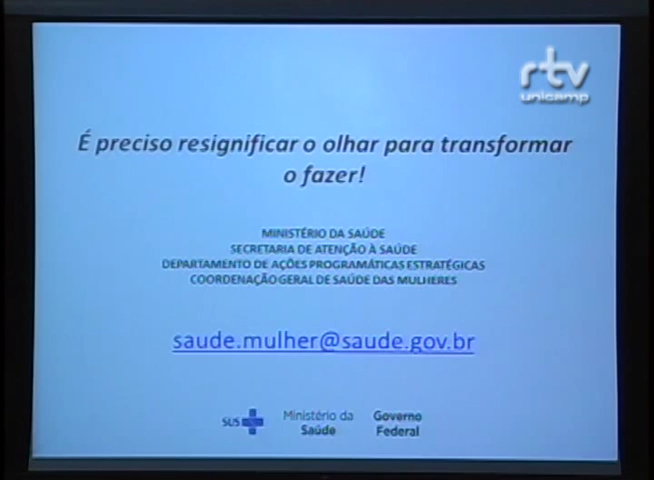 rtv
unicamp
É preciso resignificar o olhar para transformar
o fazer!
MINISTÉRIO DA SAÚDE
SECRETARIA DE ATENÇÃO À SAÚDE
DEPARTAMENTO DE AÇÕES PROGRAMÁTICAS ESTRATÉGICAS
COORDENAÇÃO GERAL DE SAÚDE DAS MULHERES
saude.mulher@saude.gov.br
SUS Ministério da Governo
Saúde Federal